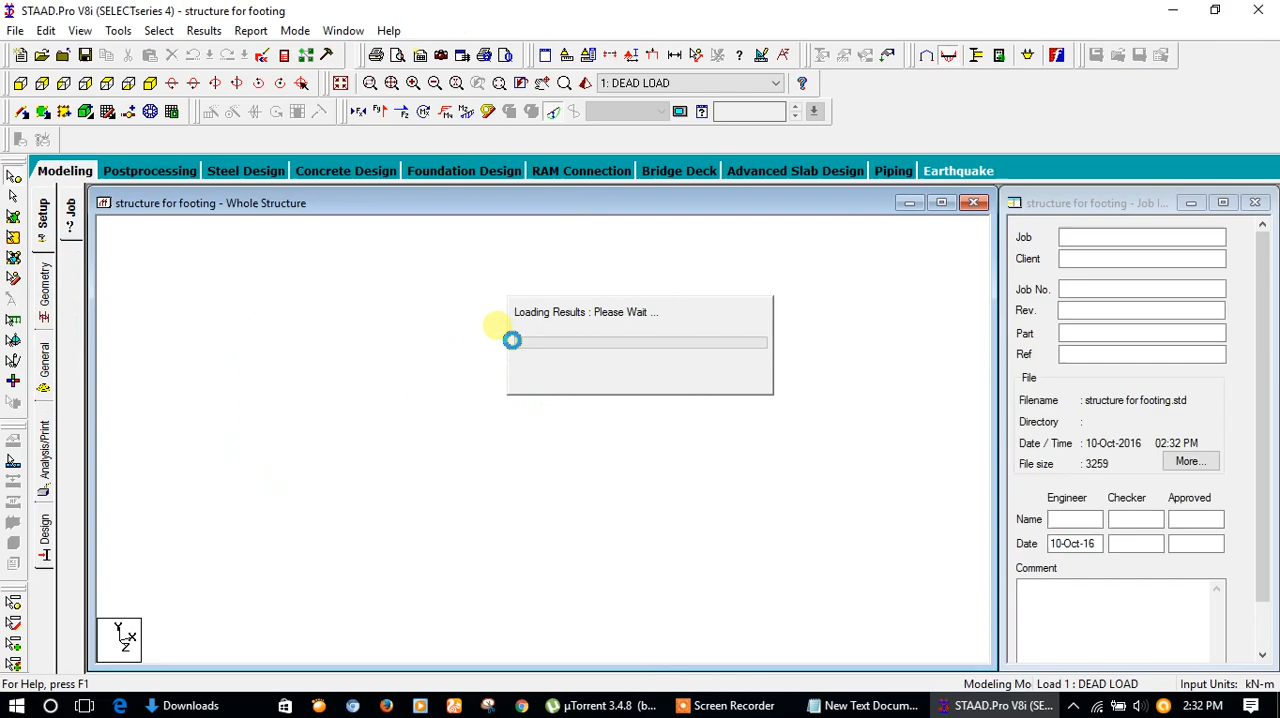 STAAD.Pro V8i (SELECTseries 4) - structure for footing
File Edit View Tools Select Results Report Mode Window Help
1: DEAD LOAD
Modeling Postprocessing Steel Design Concrete Design Foundation Design RAM Connection Bridge Deck Advanced Slab Design Piping Earthquake
Setup
Geometry
General
Analysis/Print
Design
Job
structure for footing - Whole Structure
Loading Results : Please Wait ...
Y
X
Z
structure for footing - Job I...
Job
Client
Job No.
Rev.
Part
Ref
File
Filename : structure for footing.std
Directory :
Date / Time : 10-Oct-2016 02:32 PM
File size : 3259 More...
Engineer Checker Approved
Name
Date 10-Oct-16
Comment
For Help, press F1
Modeling Mo Load 1 : DEAD LOAD Input Units: kN-m
Downloads
µTorrent 3.4.8 (b...
Screen Recorder
New Text Docum...
STAAD.Pro V8i (SE...
2:32 PM